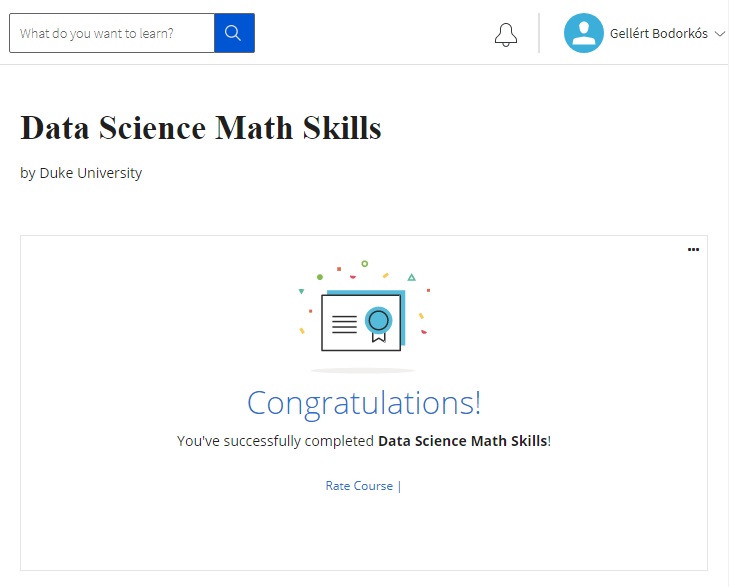 What do you want to learn?
Gellért Bodorkós
Data Science Math Skills
by Duke University
Congratulations!
You've successfully completed Data Science Math Skills!
Rate Course |